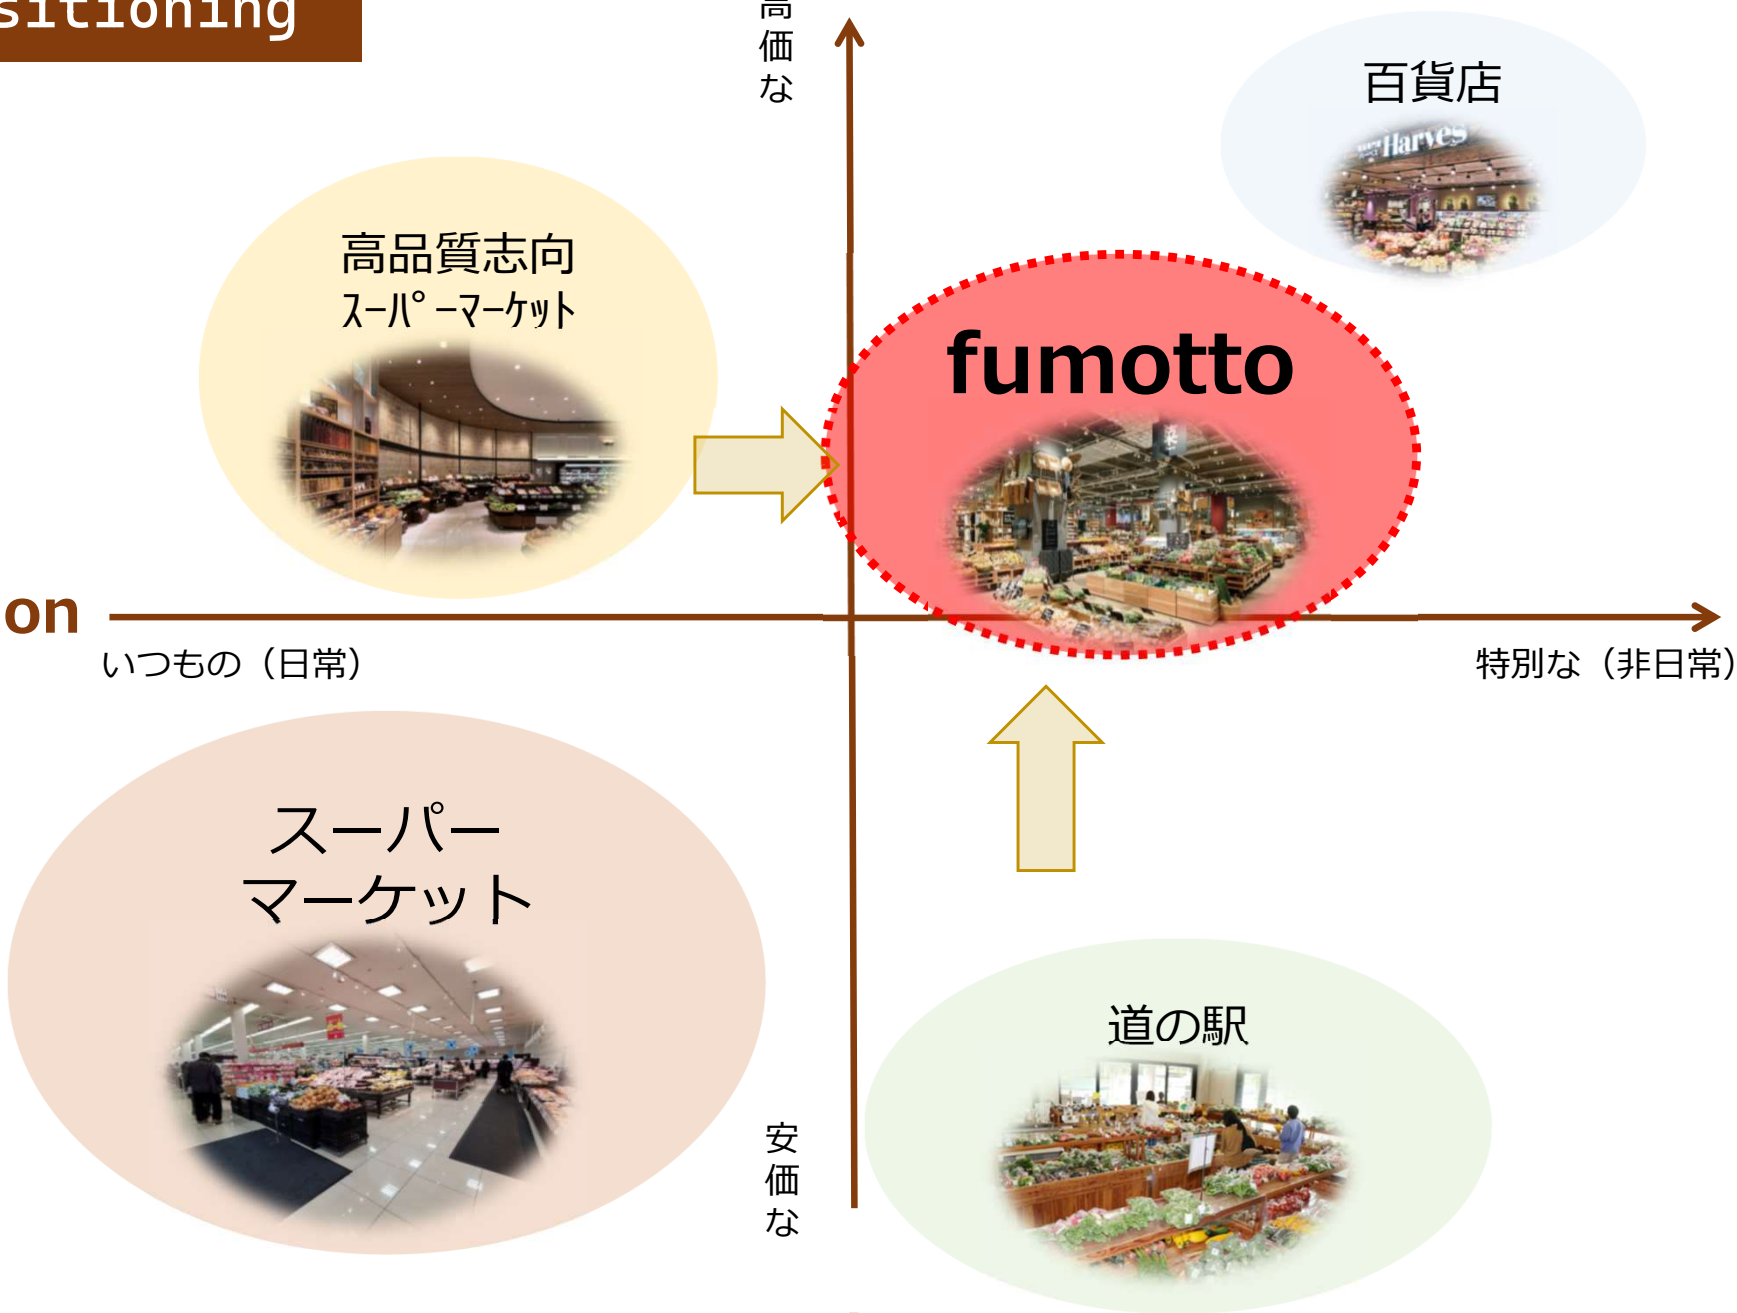 sitioning
高価な
百貨店
Harves
高品質志向
ｽｰﾊﾟｰﾏｰｹｯﾄ
fumotto
on
いつもの（日常）
特別な（非日常）
スーパー
マーケット
道の駅
安価な